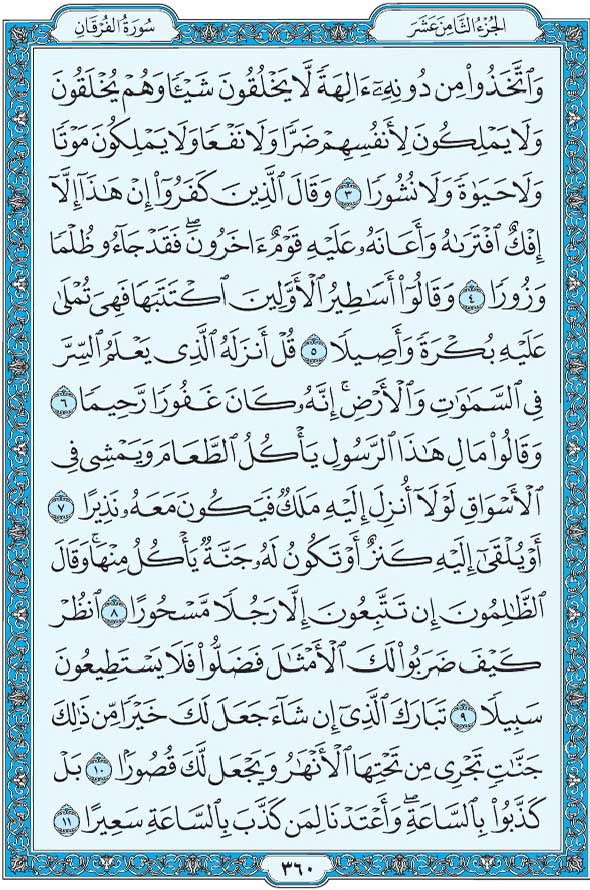 الجزء الثامن عشر
سورة الفرقان
وَٱتَّخَذُوا۟ مِن دُونِهِۦٓ ءَالِهَةً لَّا يَخْلُقُونَ شَيْـًٔا وَهُمْ يُخْلَقُونَ
وَلَا يَمْلِكُونَ لِأَنفُسِهِمْ ضَرًّا وَلَا نَفْعًا وَلَا يَمْلِكُونَ مَوْتًا
وَلَا حَيَوٰةً وَلَا نُشُورًا ٣ وَقَالَ ٱلَّذِينَ كَفَرُوٓا۟ إِنْ هَـٰذَآ إِلَّآ
إِفْكٌ ٱفْتَرَىٰهُ وَأَعَانَهُۥ عَلَيْهِ قَوْمٌ ءَاخَرُونَ ۖ فَقَدْ جَآءُو ظُلْمًا
وَزُورًا ٤ وَقَالُوٓا۟ أَسَـٰطِيرُ ٱلْأَوَّلِينَ ٱكْتَتَبَهَا فَهِىَ تُمْلَىٰ
عَلَيْهِ بُكْرَةً وَأَصِيلًا ٥ قُلْ أَنزَلَهُ ٱلَّذِى يَعْلَمُ ٱلسِّرَّ
فِى ٱلسَّمَـٰوَٰتِ وَٱلْأَرْضِ ۚ إِنَّهُۥ كَانَ غَفُورًا رَّحِيمًا ٦
وَقَالُوا۟ مَالِ هَـٰذَا ٱلرَّسُولِ يَأْكُلُ ٱلطَّعَامَ وَيَمْشِى فِى
ٱلْأَسْوَاقِ ۙ لَوْلَآ أُنزِلَ إِلَيْهِ مَلَكٌ فَيَكُونَ مَعَهُۥ نَذِيرًا ٧
أَوْ يُلْقَىٰٓ إِلَيْهِ كَنزٌ أَوْ تَكُونُ لَهُۥ جَنَّةٌ يَأْكُلُ مِنْهَا ۚ وَقَالَ
ٱلظَّـٰلِمُونَ إِن تَتَّبِعُونَ إِلَّا رَجُلًا مَّسْحُورًا ٨ ٱنظُرْ
كَيْفَ ضَرَبُوا۟ لَكَ ٱلْأَمْثَـٰلَ فَضَلُّوا۟ فَلَا يَسْتَطِيعُونَ
سَبِيلًا ٩ تَبَارَكَ ٱلَّذِىٓ إِن شَآءَ جَعَلَ لَكَ خَيْرًا مِّن ذَٰلِكَ
جَنَّـٰتٍ تَجْرِى مِن تَحْتِهَا ٱلْأَنْهَـٰرُ وَيَجْعَل لَّكَ قُصُورًۢا ١٠ بَلْ
كَذَّبُوا۟ بِٱلسَّاعَةِ ۖ وَأَعْتَدْنَا لِمَن كَذَّبَ بِٱلسَّاعَةِ سَعِيرًا ١١
٣٦٠